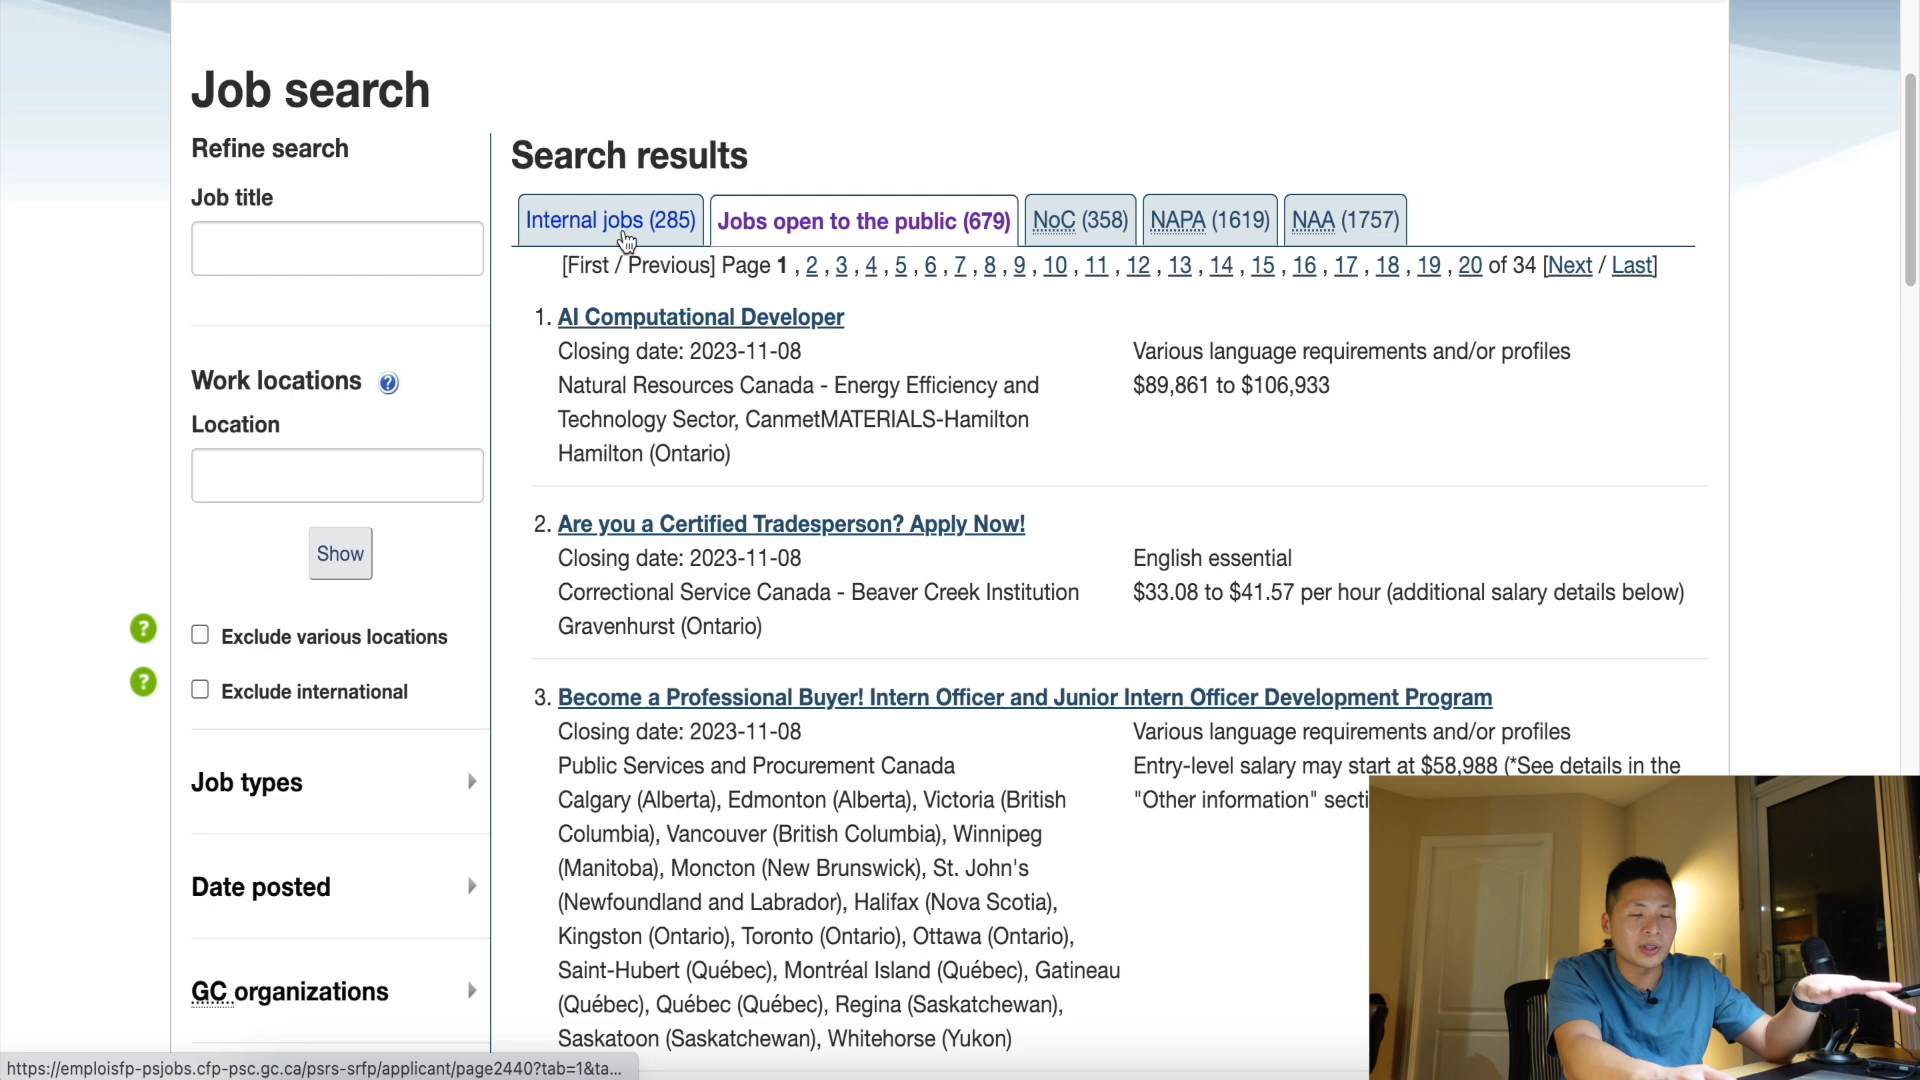 Job search
Refine search
Job title
Work locations
Location
Show
Exclude various locations
Exclude international
Job types
Date posted
GC organizations
Search results
Internal jobs (285)
Jobs open to the public (679)
NoC (358)
NAPA (1619)
NAA (1757)
[First / Previous] Page 1 , 2 , 3 , 4 , 5 , 6 , 7 , 8 , 9 , 10 , 11 , 12 , 13 , 14 , 15 , 16 , 17 , 18 , 19 , 20 of 34 [Next / Last]
1. AI Computational Developer
Closing date: 2023-11-08
Natural Resources Canada - Energy Efficiency and
Technology Sector, CanmetMATERIALS-Hamilton
Hamilton (Ontario)
Various language requirements and/or profiles
$89,861 to $106,933
2. Are you a Certified Tradesperson? Apply Now!
Closing date: 2023-11-08
Correctional Service Canada - Beaver Creek Institution
Gravenhurst (Ontario)
English essential
$33.08 to $41.57 per hour (additional salary details below)
3. Become a Professional Buyer! Intern Officer and Junior Intern Officer Development Program
Closing date: 2023-11-08
Public Services and Procurement Canada
Calgary (Alberta), Edmonton (Alberta), Victoria (British
Columbia), Vancouver (British Columbia), Winnipeg
(Manitoba), Moncton (New Brunswick), St. John's
(Newfoundland and Labrador), Halifax (Nova Scotia),
Kingston (Ontario), Toronto (Ontario), Ottawa (Ontario),
Saint-Hubert (Québec), Montréal Island (Québec), Gatineau
(Québec), Québec (Québec), Regina (Saskatchewan),
Saskatoon (Saskatchewan), Whitehorse (Yukon)
Various language requirements and/or profiles
Entry-level salary may start at $58,988 (*See details in the
"Other information" secti
https://emploisfp-psjobs.cfp-psc.gc.ca/psrs-srfp/applicant/page2440?tab=1&ta...